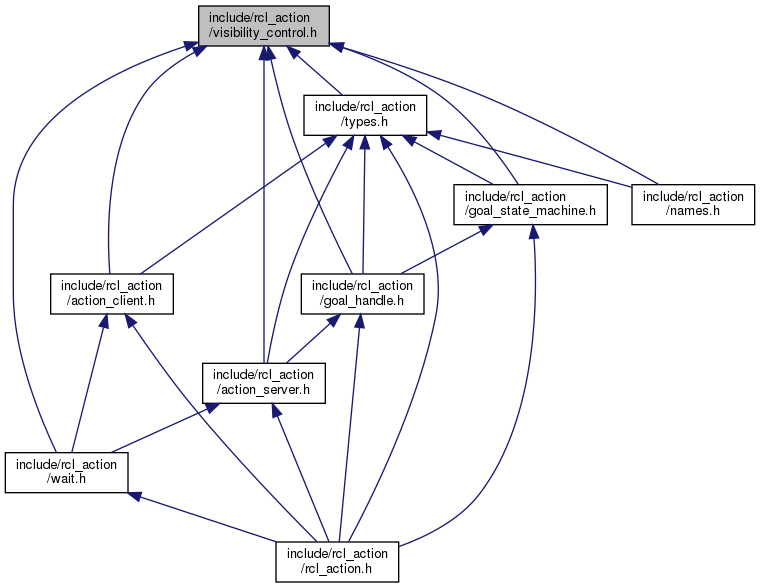 include/rcl_action
/visibility_control.h
include/rcl_action
/types.h
include/rcl_action
/goal_state_machine.h
include/rcl_action
/names.h
include/rcl_action
/action_client.h
include/rcl_action
/goal_handle.h
include/rcl_action
/action_server.h
include/rcl_action
/wait.h
include/rcl_action
/rcl_action.h